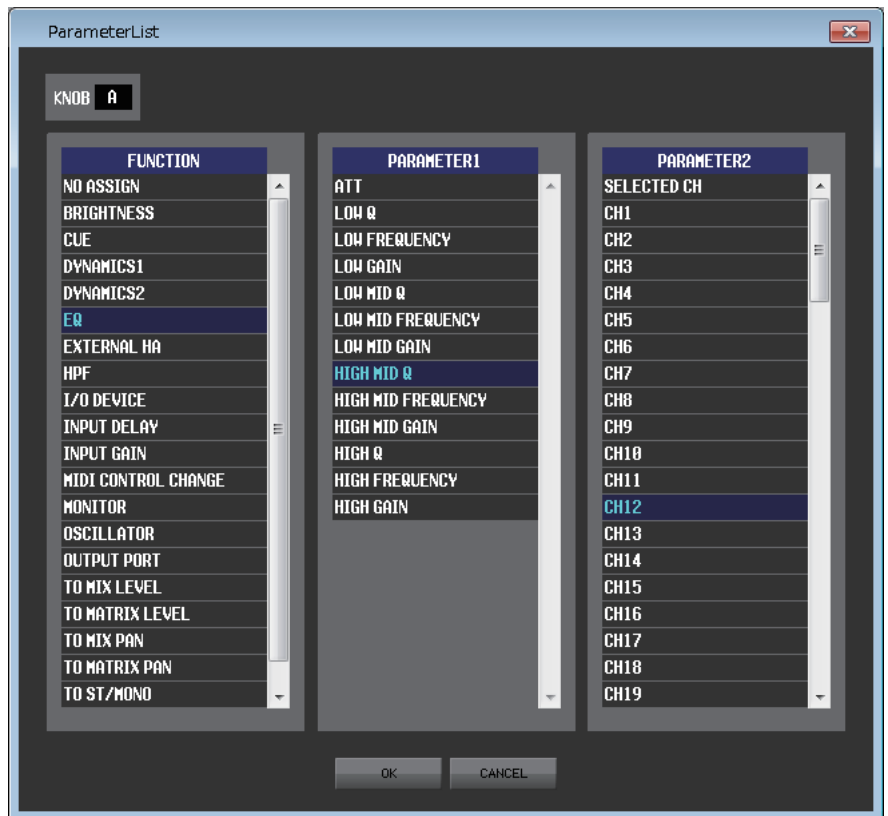 ParameterList
KNOB A
FUNCTION
NO ASSIGN
BRIGHTNESS
CUE
DYNAMICS1
DYNAMICS2
EQ
EXTERNAL HA
HPF
I/O DEVICE
INPUT DELAY
INPUT GAIN
MIDI CONTROL CHANGE
MONITOR
OSCILLATOR
OUTPUT PORT
TO MIX LEVEL
TO MATRIX LEVEL
TO MIX PAN
TO MATRIX PAN
TO ST/MONO
PARAMETER1
ATT
LOW Q
LOW FREQUENCY
LOW GAIN
LOW MID Q
LOW MID FREQUENCY
LOW MID GAIN
HIGH MID Q
HIGH MID FREQUENCY
HIGH MID GAIN
HIGH Q
HIGH FREQUENCY
HIGH GAIN
PARAMETER2
SELECTED CH
CH1
CH2
CH3
CH4
CH5
CH6
CH7
CH8
CH9
CH10
CH11
CH12
CH13
CH14
CH15
CH16
CH17
CH18
CH19
OK
CANCEL